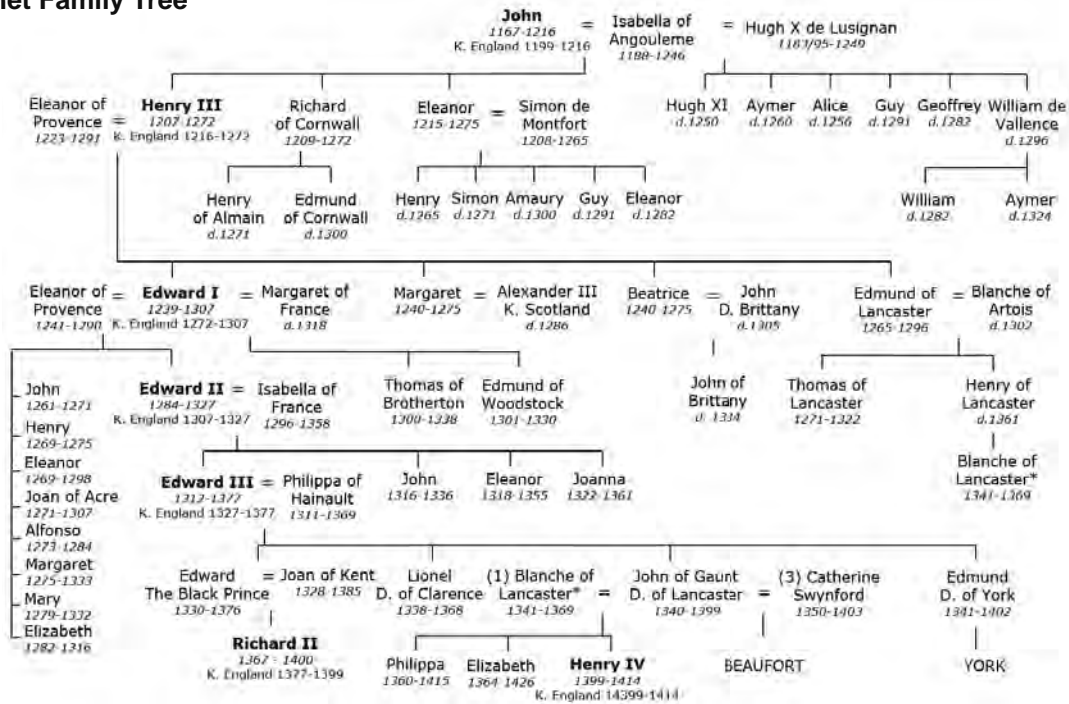 net Family Tree
John
1167-1216
K. England 1199-1216
=
Isabella of
Angouleme
1188-1246
=
Hugh X de Lusignan
1183/95-1249
Eleanor of
Provence
1223-1291
=
Henry III
1207-1272
K. England 1216-1272
Richard
of Cornwall
1209-1272
Eleanor
1215-1275
=
Simon de
Montfort
1208-1265
Hugh XI
d.1250
Aymer
d.1260
Alice
d.1256
Guy
d.1291
Geoffrey
d.1282
William de
Vallence
d.1296
Henry
of Almain
d.1271
Edmund
of Cornwall
d.1300
Henry
d.1265
Simon
d.1271
Amaury
d.1300
Guy
d.1291
Eleanor
d.1282
William
d.1282
Aymer
d.1324
Eleanor of
Provence
1241-1290
=
Edward I
1239-1307
K. England 1272-1307
=
Margaret of
France
d.1318
Margaret
1240-1275
=
Alexander III
K. Scotland
d.1286
Beatrice
1240-1275
=
John
D. Brittany
d.1305
Edmund of
Lancaster
1265-1296
=
Blanche of
Artois
d.1302
John
1261-1271
Henry
1269-1275
Eleanor
1269-1298
Joan of Acre
1271-1307
Alfonso
1273-1284
Margaret
1275-1333
Mary
1279-1332
Elizabeth
1282-1316
Edward II
1284-1327
K. England 1307-1327
=
Isabella of
France
1296-1358
Thomas of
Brotherton
1300-1338
Edmund of
Woodstock
1301-1330
John of
Brittany
d. 1334
Thomas of
Lancaster
1271-1322
Henry of
Lancaster
d.1361
Edward III
1312-1377
K. England 1327-1377
=
Philippa of
Hainault
1311-1369
John
1316-1336
Eleanor
1318-1355
Joanna
1322-1361
Blanche of
Lancaster*
1341-1369
Edward
The Black Prince
1330-1376
=
Joan of Kent
1328-1385
Lionel
D. of Clarence
1338-1368
(1) Blanche of
Lancaster*
1341-1369
=
John of Gaunt
D. of Lancaster
1340-1399
=
(3) Catherine
Swynford
1350-1403
Edmund
D. of York
1341-1402
Richard II
1367 - 1400
K. England 1377-1399
Philippa
1360-1415
Elizabeth
1364-1426
Henry IV
1399-1414
K. England 14399-1414
BEAUFORT
YORK